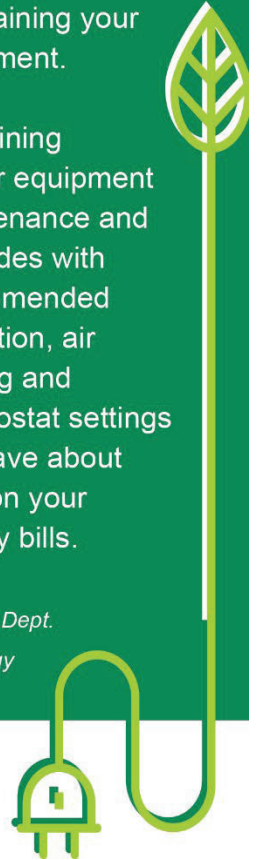 aining your
ment.
ining
r equipment
enance and
des with
mended
tion, air
g and
ostat settings
ave about
on your
y bills.
Dept.
gy